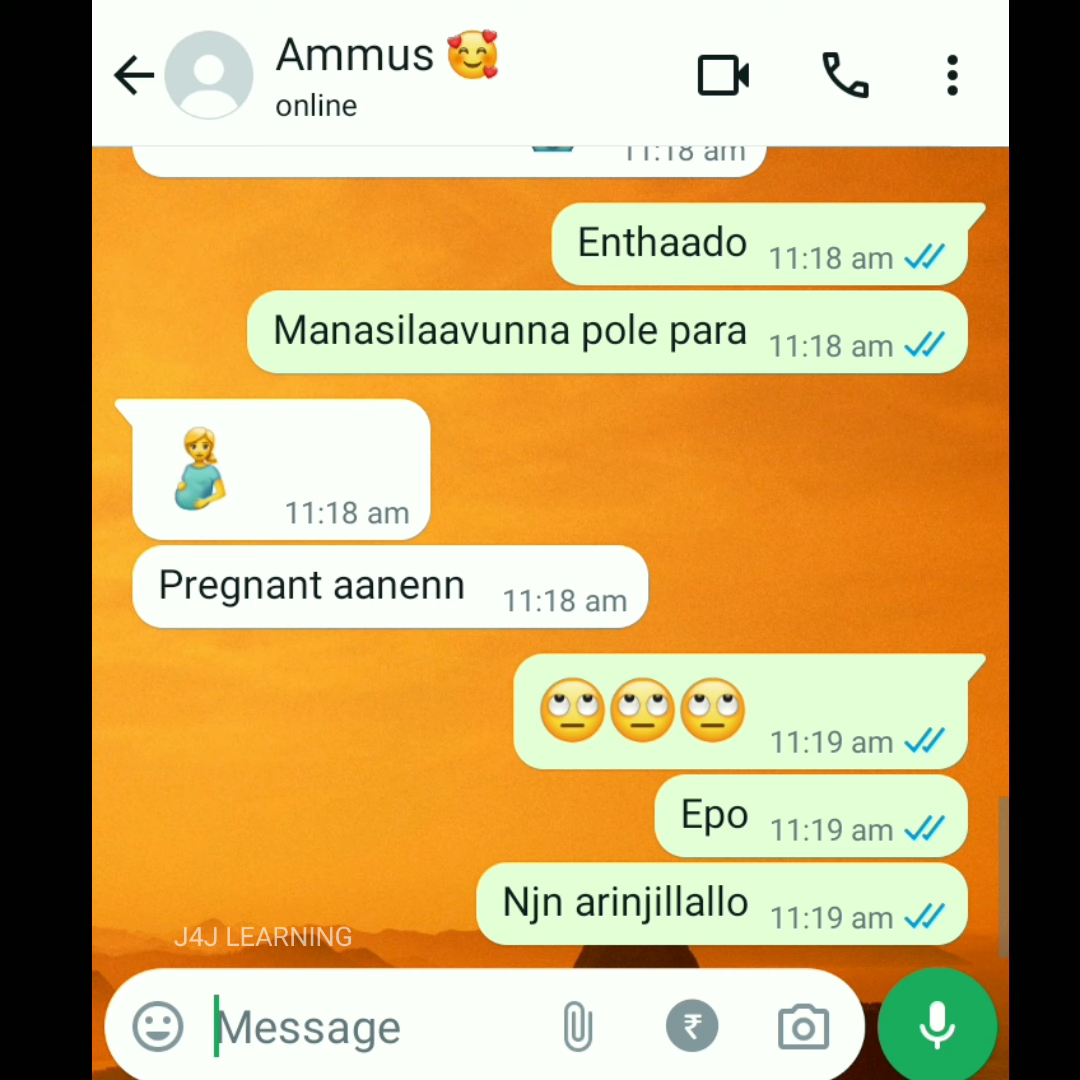 Ammus 🥰
online
11:18 am
Enthaado 11:18 am
Manasilaavunna pole para 11:18 am
🤰 11:18 am
Pregnant aanenn 11:18 am
🙄🙄🙄 11:19 am
Epo 11:19 am
Njn arinjillallo 11:19 am
J4J LEARNING
Message
₹